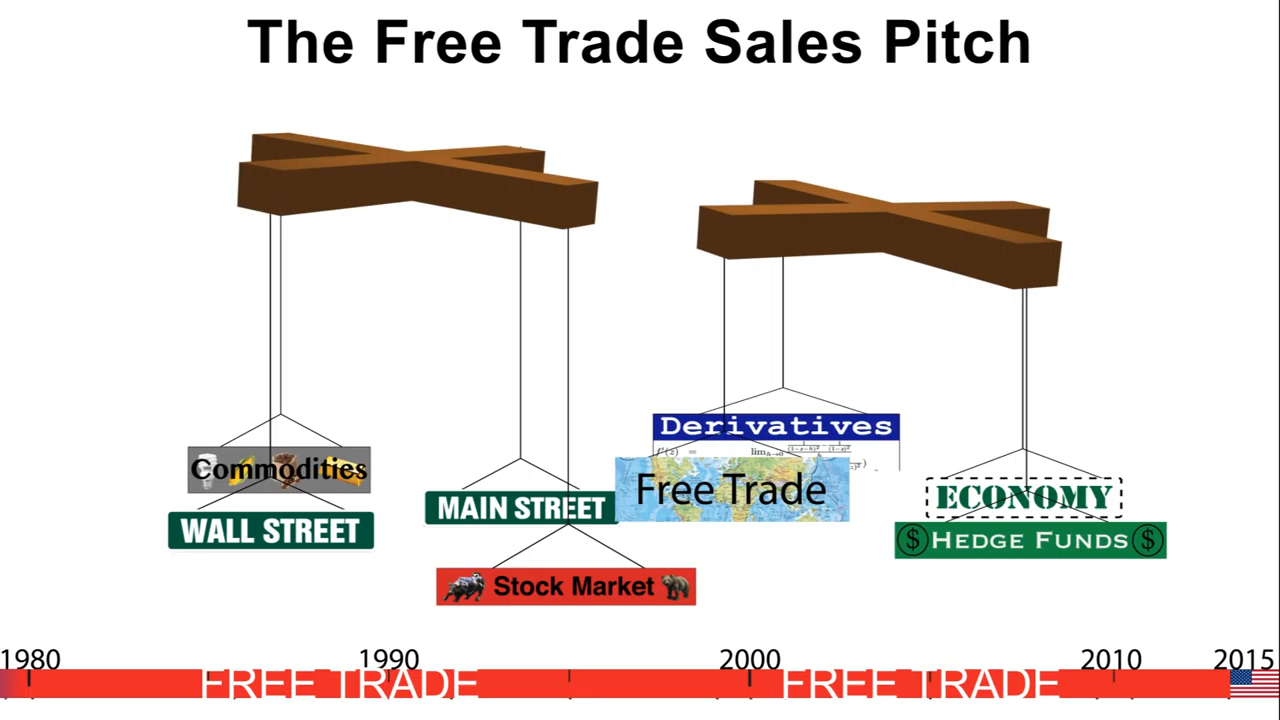 The Free Trade Sales Pitch
Derivatives
Commodities
Free Trade
ECONOMY
MAIN STREET
WALL STREET
$ HEDGE FUNDS $
Stock Market
1980
1990
2000
2010
2015
FREE TRADE
FREE TRADE